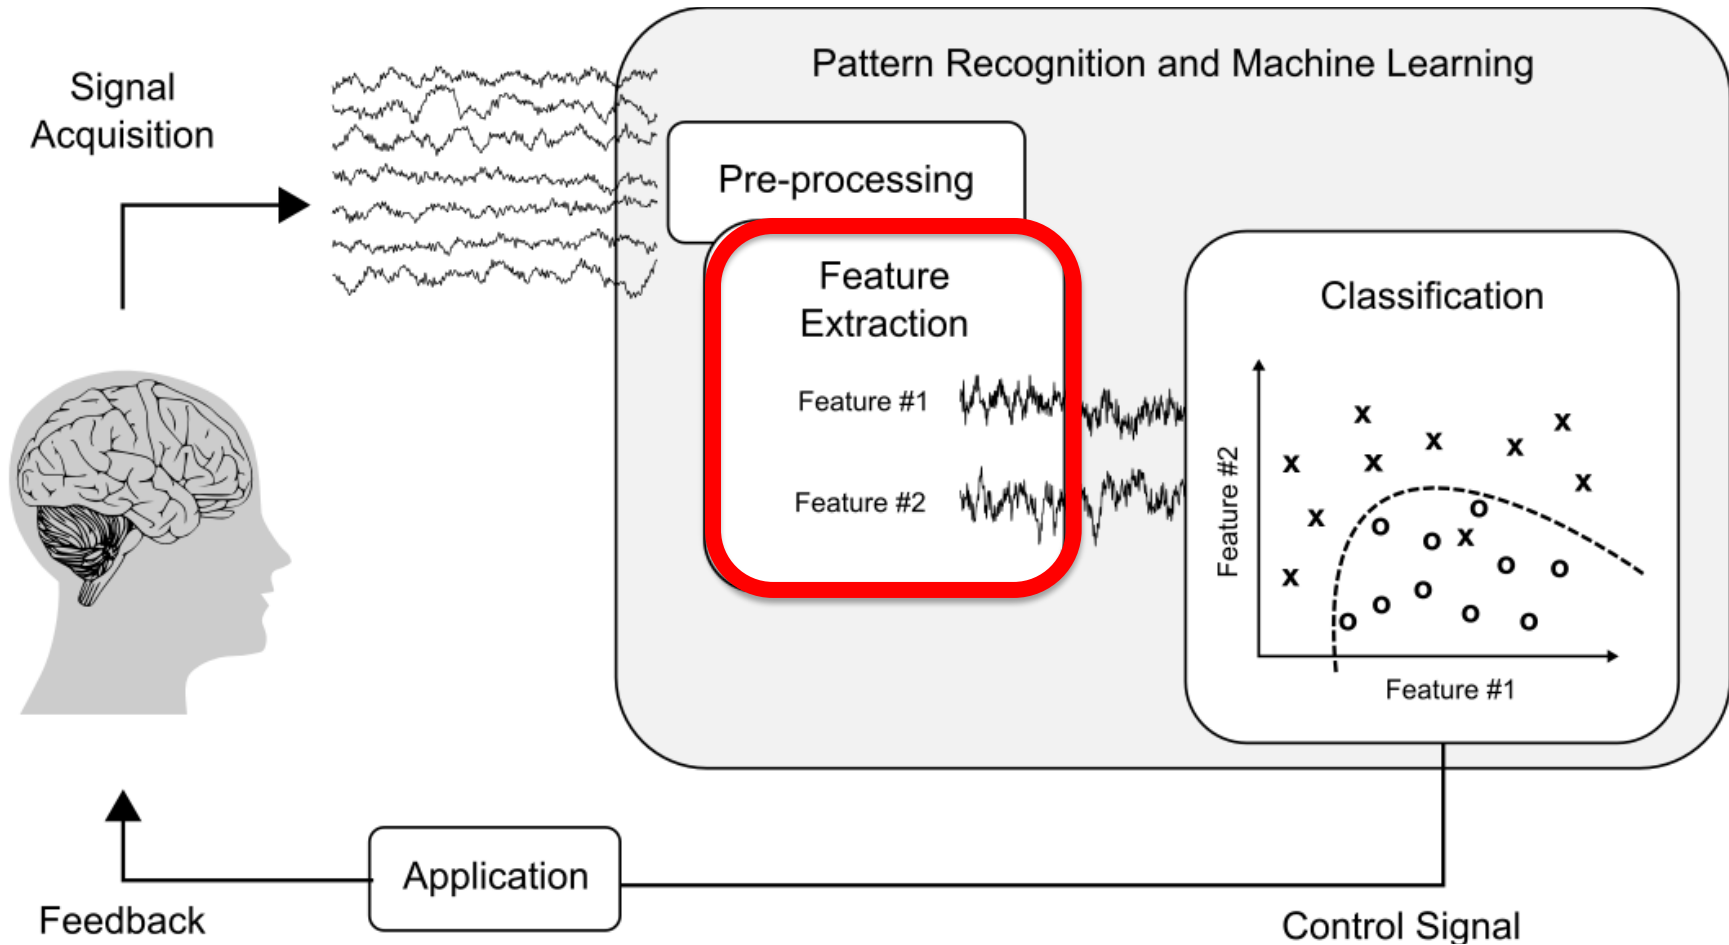 Signal
Acquisition
Pattern Recognition and Machine Learning
Pre-processing
Feature
Extraction
Feature #1
Feature #2
Classification
Feature #2
x
x
x
x
x
x
x
x
x
x
x
o
o
o
o
o
o
o
o
o
o
Feature #1
Application
Feedback
Control Signal